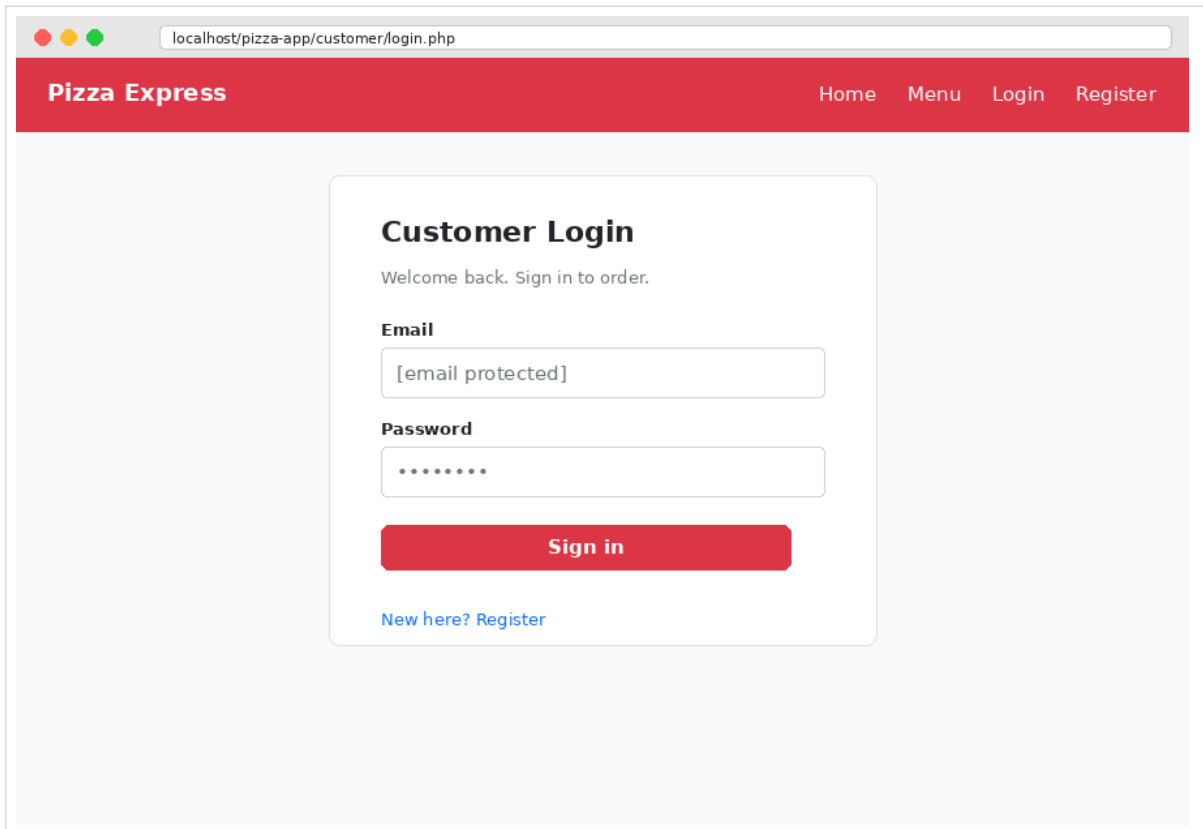 localhost/pizza-app/customer/login.php
Pizza Express Home Menu Login Register
Customer Login
Welcome back. Sign in to order.
Email
[email protected]
Password
••••••••
Sign in
New here? Register